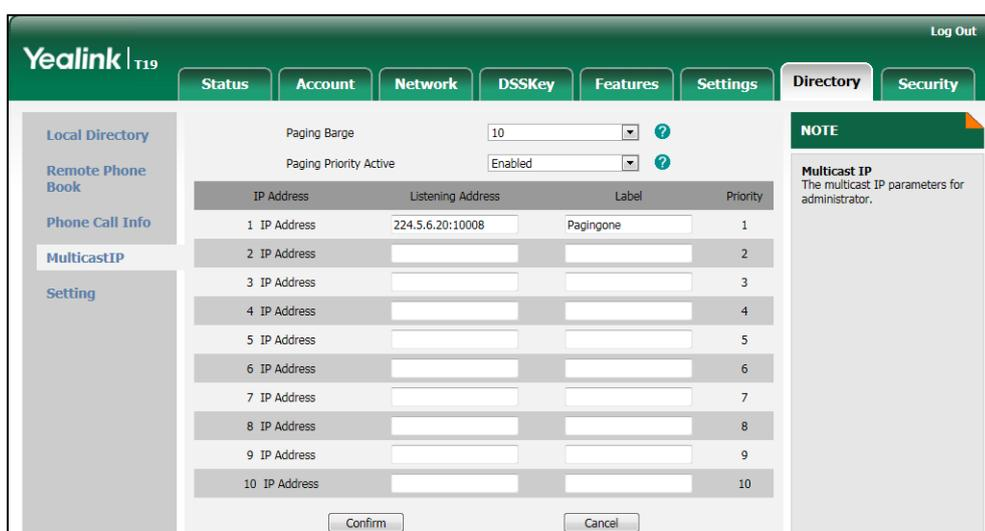 Log Out
Yealink | T19
Status Account Network DSSKey Features Settings Directory Security
Local Directory
Remote Phone
Book
Phone Call Info
MulticastIP
Setting
Paging Barge 10 ?
Paging Priority Active Enabled ?
IP Address Listening Address Label Priority
1 IP Address 224.5.6.20:10008 Pagingone 1
2 IP Address 2
3 IP Address 3
4 IP Address 4
5 IP Address 5
6 IP Address 6
7 IP Address 7
8 IP Address 8
9 IP Address 9
10 IP Address 10
Confirm Cancel
NOTE
Multicast IP
The multicast IP parameters for
administrator.